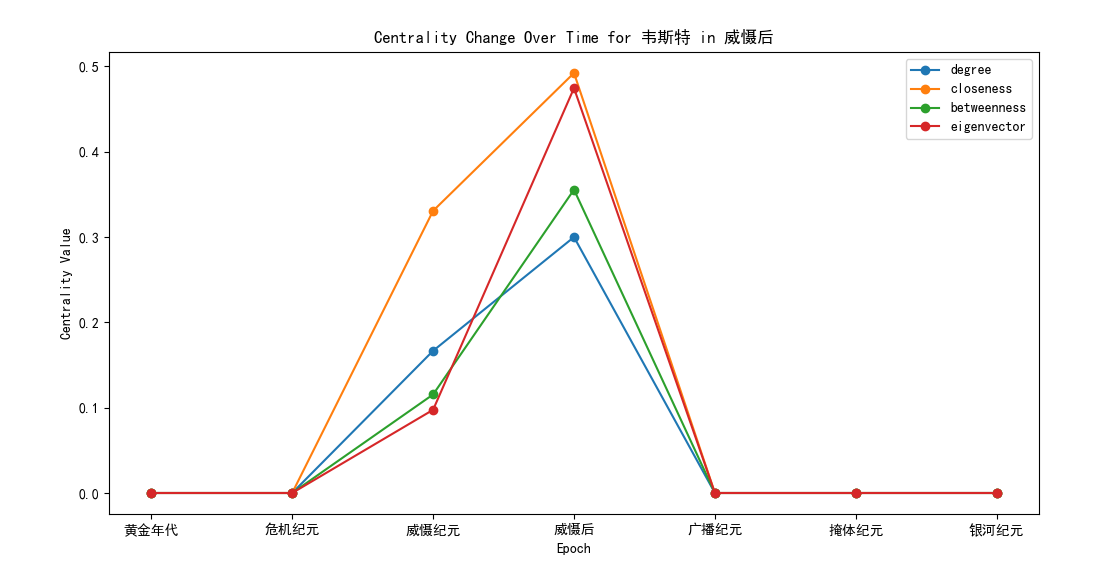 Centrality Change Over Time for 韦斯特 in 威慑后
degree
closeness
betweenness
eigenvector
Centrality Value
0.5
0.4
0.3
0.2
0.1
0.0
黄金年代 危机纪元 威慑纪元 威慑后 广播纪元 掩体纪元 银河纪元
Epoch